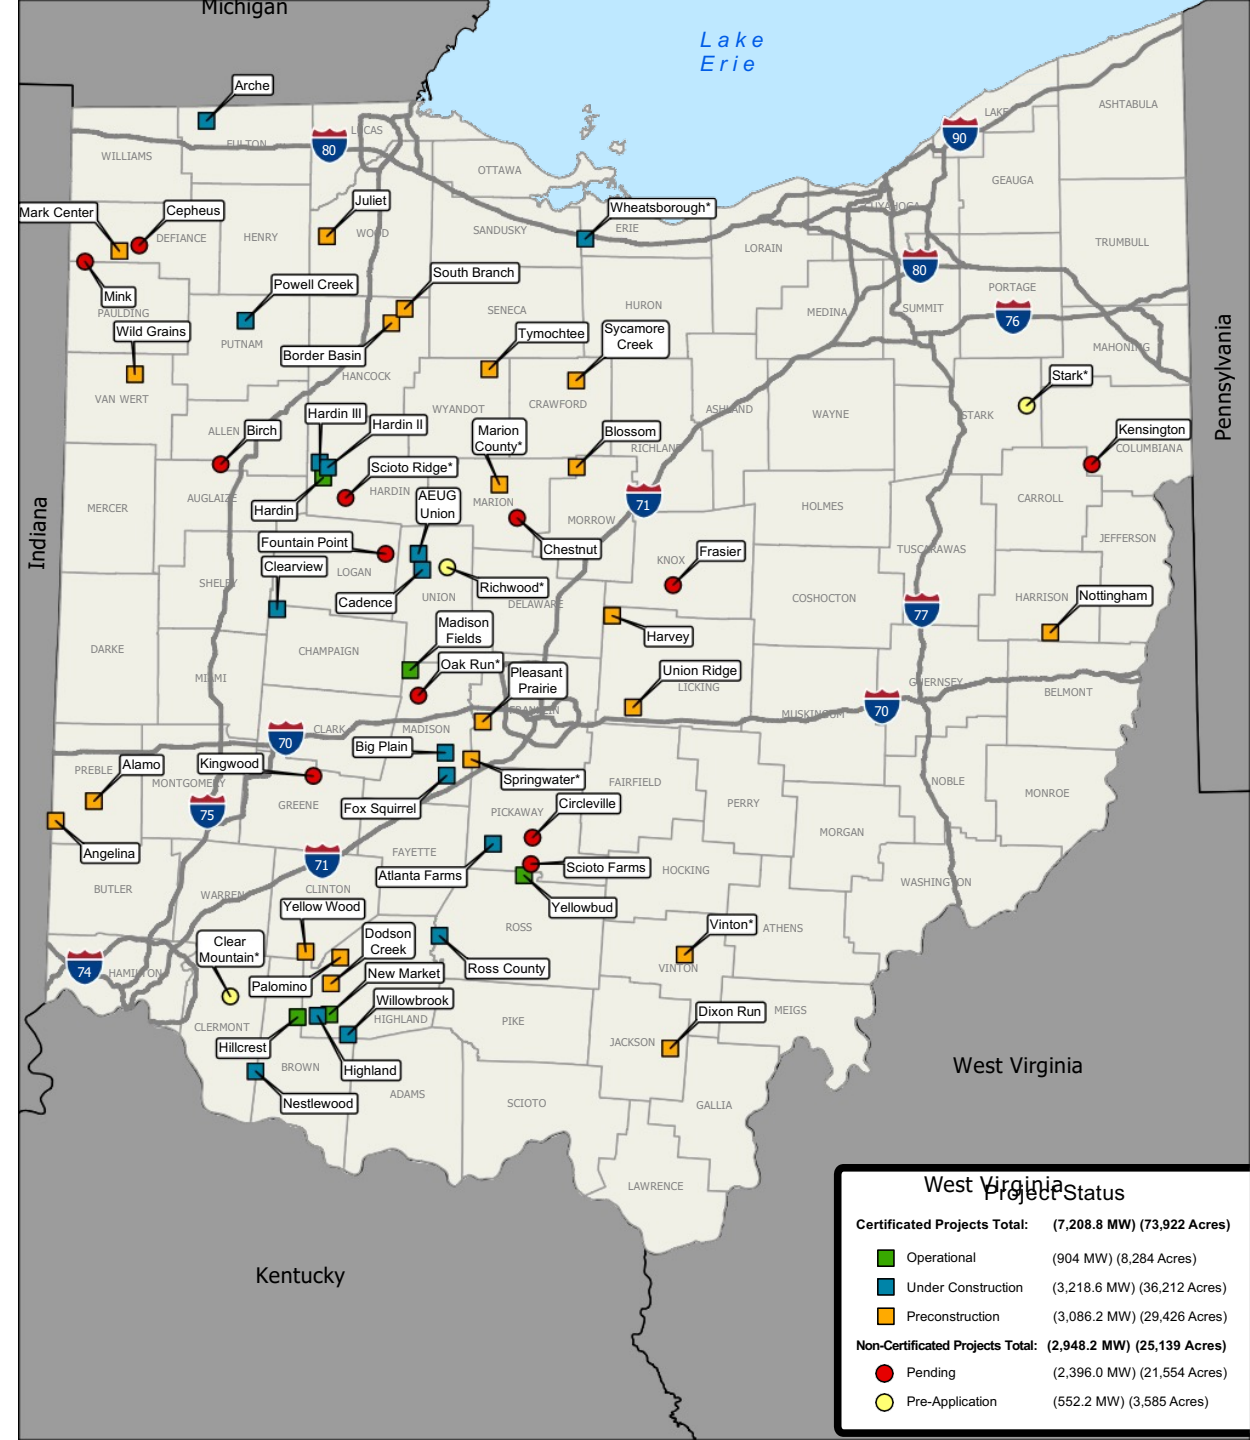 Michigan
Lake
Erie
Arche
ASHTABULA
LAKE
90
LUCAS
FULTON
80
WILLIAMS
OTTAWA
GEAUGA
Juliet
Mark Center
Cepheus
Wheatsborough*
CUYAHOGA
WOOD
SANDUSKY
ERIE
DEFIANCE
HENRY
LORAIN
TRUMBULL
80
South Branch
Powell Creek
PORTAGE
Mink
PAULDING
SENECA
HURON
MEDINA
SUMMIT
76
Wild Grains
Tymochtee
Sycamore
Creek
PUTNAM
MAHONING
Border Basin
HANCOCK
Stark*
Pennsylvania
VAN WERT
WYANDOT
CRAWFORD
ASHLAND
WAYNE
STARK
Hardin III
Hardin II
ALLEN
Birch
Marion
County*
Blossom
Kensington
RICHLAND
COLUMBIANA
Scioto Ridge*
AUGLAIZE
HARDIN
AEUG
Union
MARION
CARROLL
MERCER
Hardin
71
HOLMES
MORROW
Indiana
JEFFERSON
Fountain Point
Chestnut
Frasier
TUSCARAWAS
Clearview
KNOX
LOGAN
SHELBY
Richwood*
Cadence
UNION
DELAWARE
COSHOCTON
HARRISON
Nottingham
77
Madison
Fields
Harvey
DARKE
CHAMPAIGN
Oak Run*
Pleasant
Prairie
Union Ridge
MIAMI
LICKING
GUERNSEY
BELMONT
FRANKLIN
MUSKINGUM
70
CLARK
MADISON
70
Big Plain
PREBLE
Alamo
Kingwood
MONTGOMERY
Springwater*
FAIRFIELD
NOBLE
MONROE
GREENE
Fox Squirrel
Circleville
PERRY
75
PICKAWAY
MORGAN
Angelina
FAYETTE
71
Atlanta Farms
Scioto Farms
HOCKING
BUTLER
CLINTON
WARREN
WASHINGTON
Yellow Wood
Yellowbud
ROSS
Vinton*
ATHENS
Clear
Mountain*
Dodson
Creek
74
HAMILTON
Ross County
VINTON
New Market
Palomino
Willowbrook
CLERMONT
HIGHLAND
PIKE
Dixon Run
MEIGS
Hillcrest
JACKSON
BROWN
Highland
West Virginia
ADAMS
Nestlewood
SCIOTO
GALLIA
LAWRENCE
West Virginia
Project Status
Certificated Projects Total: (7,208.8 MW) (73,922 Acres)
Operational (904 MW) (8,284 Acres)
Kentucky
Under Construction (3,218.6 MW) (36,212 Acres)
Preconstruction (3,086.2 MW) (29,426 Acres)
Non-Certificated Projects Total: (2,948.2 MW) (25,139 Acres)
Pending (2,396.0 MW) (21,554 Acres)
Pre-Application (552.2 MW) (3,585 Acres)